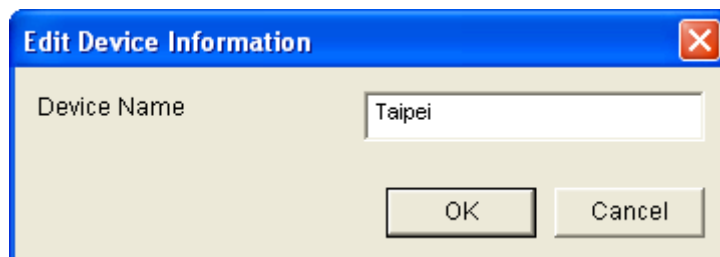 Edit Device Information
Device Name
Taipei
OK
Cancel